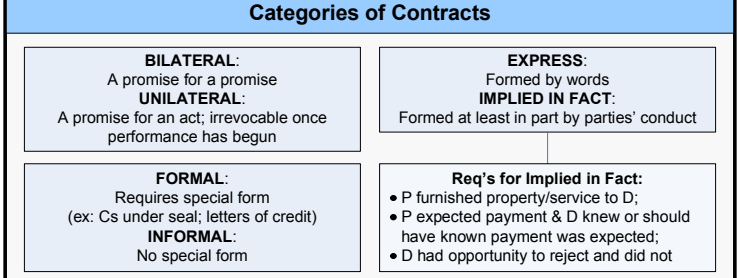 Categories of Contracts
BILATERAL:
A promise for a promise
UNILATERAL:
A promise for an act; irrevocable once
performance has begun
EXPRESS:
Formed by words
IMPLIED IN FACT:
Formed at least in part by parties' conduct
FORMAL:
Requires special form
(ex: Cs under seal; letters of credit)
INFORMAL:
No special form
Req's for Implied in Fact:
• P furnished property/service to D;
• P expected payment & D knew or should
have known payment was expected;
• D had opportunity to reject and did not